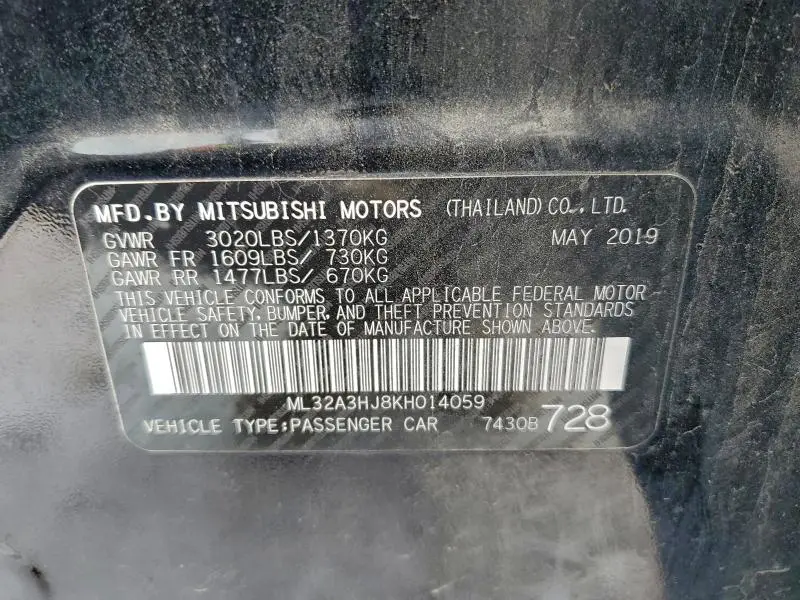 MFD.BY MITSUBISHI MOTORS (THAILAND) CO.,LTD.
GVWR 3020LBS/1370KG MAY 2019
GAWR FR 1609LBS/ 730KG
GAWR RR 1477LBS/ 670KG
THIS VEHICLE CONFORMS TO ALL APPLICABLE FEDERAL MOTOR
VEHICLE SAFETY, BUMPER, AND THEFT PREVENTION STANDARDS
IN EFFECT ON THE DATE OF MANUFACTURE SHOWN ABOVE.
ML32A3HJ8KH014059
VEHICLE TYPE:PASSENGER CAR 7430B 728